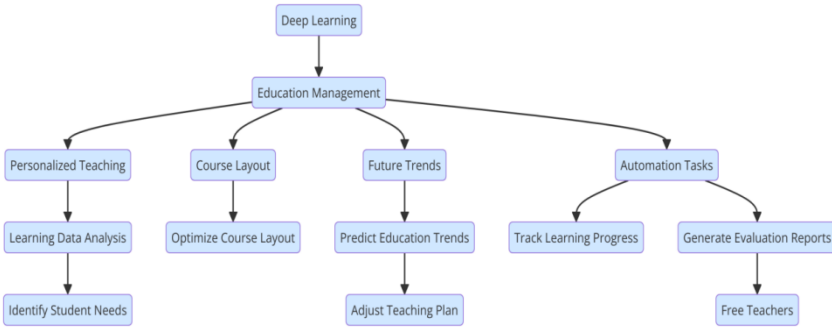 Deep Learning
Education Management
Personalized Teaching
Course Layout
Future Trends
Automation Tasks
Learning Data Analysis
Optimize Course Layout
Predict Education Trends
Track Learning Progress
Generate Evaluation Reports
Identify Student Needs
Adjust Teaching Plan
Free Teachers